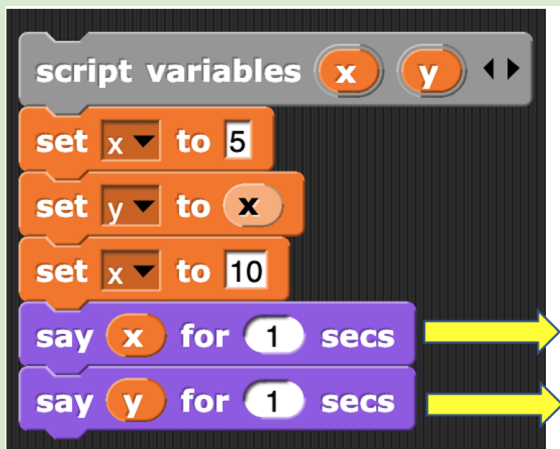 script variables x y
set x to 5
set y to x
set x to 10
say x for 1 secs
say y for 1 secs